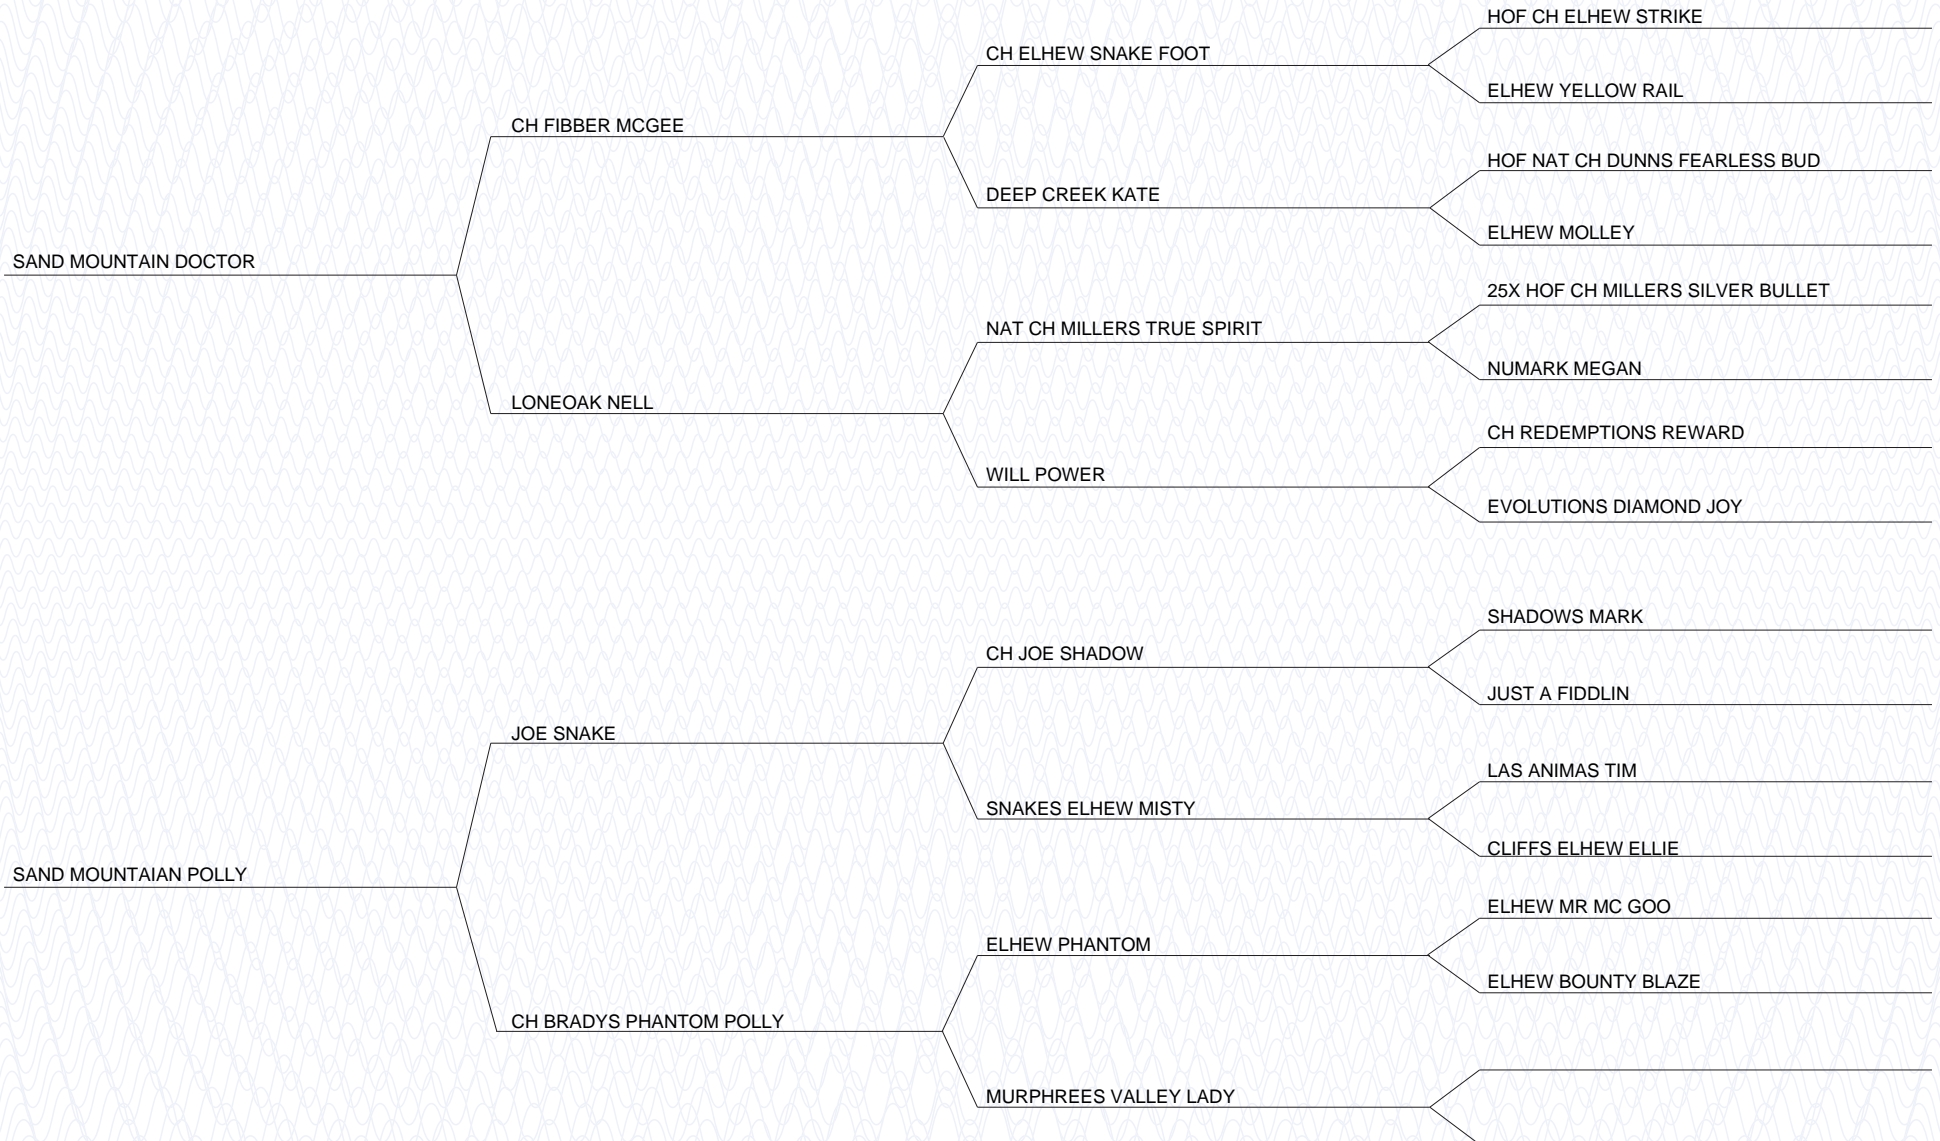 HOF CH ELHEW STRIKE
CH ELHEW SNAKE FOOT
ELHEW YELLOW RAIL
CH FIBBER MCGEE
HOF NAT CH DUNNS FEARLESS BUD
DEEP CREEK KATE
ELHEW MOLLEY
SAND MOUNTAIN DOCTOR
25X HOF CH MILLERS SILVER BULLET
NAT CH MILLERS TRUE SPIRIT
NUMARK MEGAN
LONEOAK NELL
CH REDEMPTIONS REWARD
WILL POWER
EVOLUTIONS DIAMOND JOY
SHADOWS MARK
CH JOE SHADOW
JUST A FIDDLIN
JOE SNAKE
LAS ANIMAS TIM
SNAKES ELHEW MISTY
CLIFFS ELHEW ELLIE
SAND MOUNTAIAN POLLY
ELHEW MR MC GOO
ELHEW PHANTOM
ELHEW BOUNTY BLAZE
CH BRADYS PHANTOM POLLY
MURPHREES VALLEY LADY